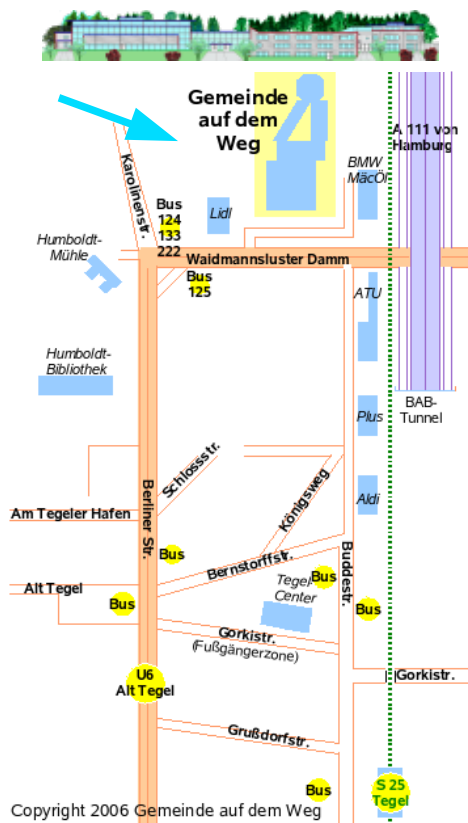 Gemeinde
auf dem
Weg
A 111 von
Hamburg
BMW
MäcÖl
Karolinenstr.
Bus
124
133
222
Lidl
Humboldt-
Mühle
Waidmannsluster Damm
Bus
125
ATU
Humboldt-
Bibliothek
BAB-
Tunnel
Plus
Schlossstr.
Königsweg
Aldi
Berliner Str.
Am Tegeler Hafen
Buddestr.
Bus
Bernstorffstr.
Alt Tegel
Bus
Tegel-
Center
Bus
Bus
Gorkistr.
(Fußgängerzone)
U6
Alt Tegel
Gorkistr.
Grußdorfstr.
Bus
S 25
Tegel
Copyright 2006 Gemeinde auf dem Weg